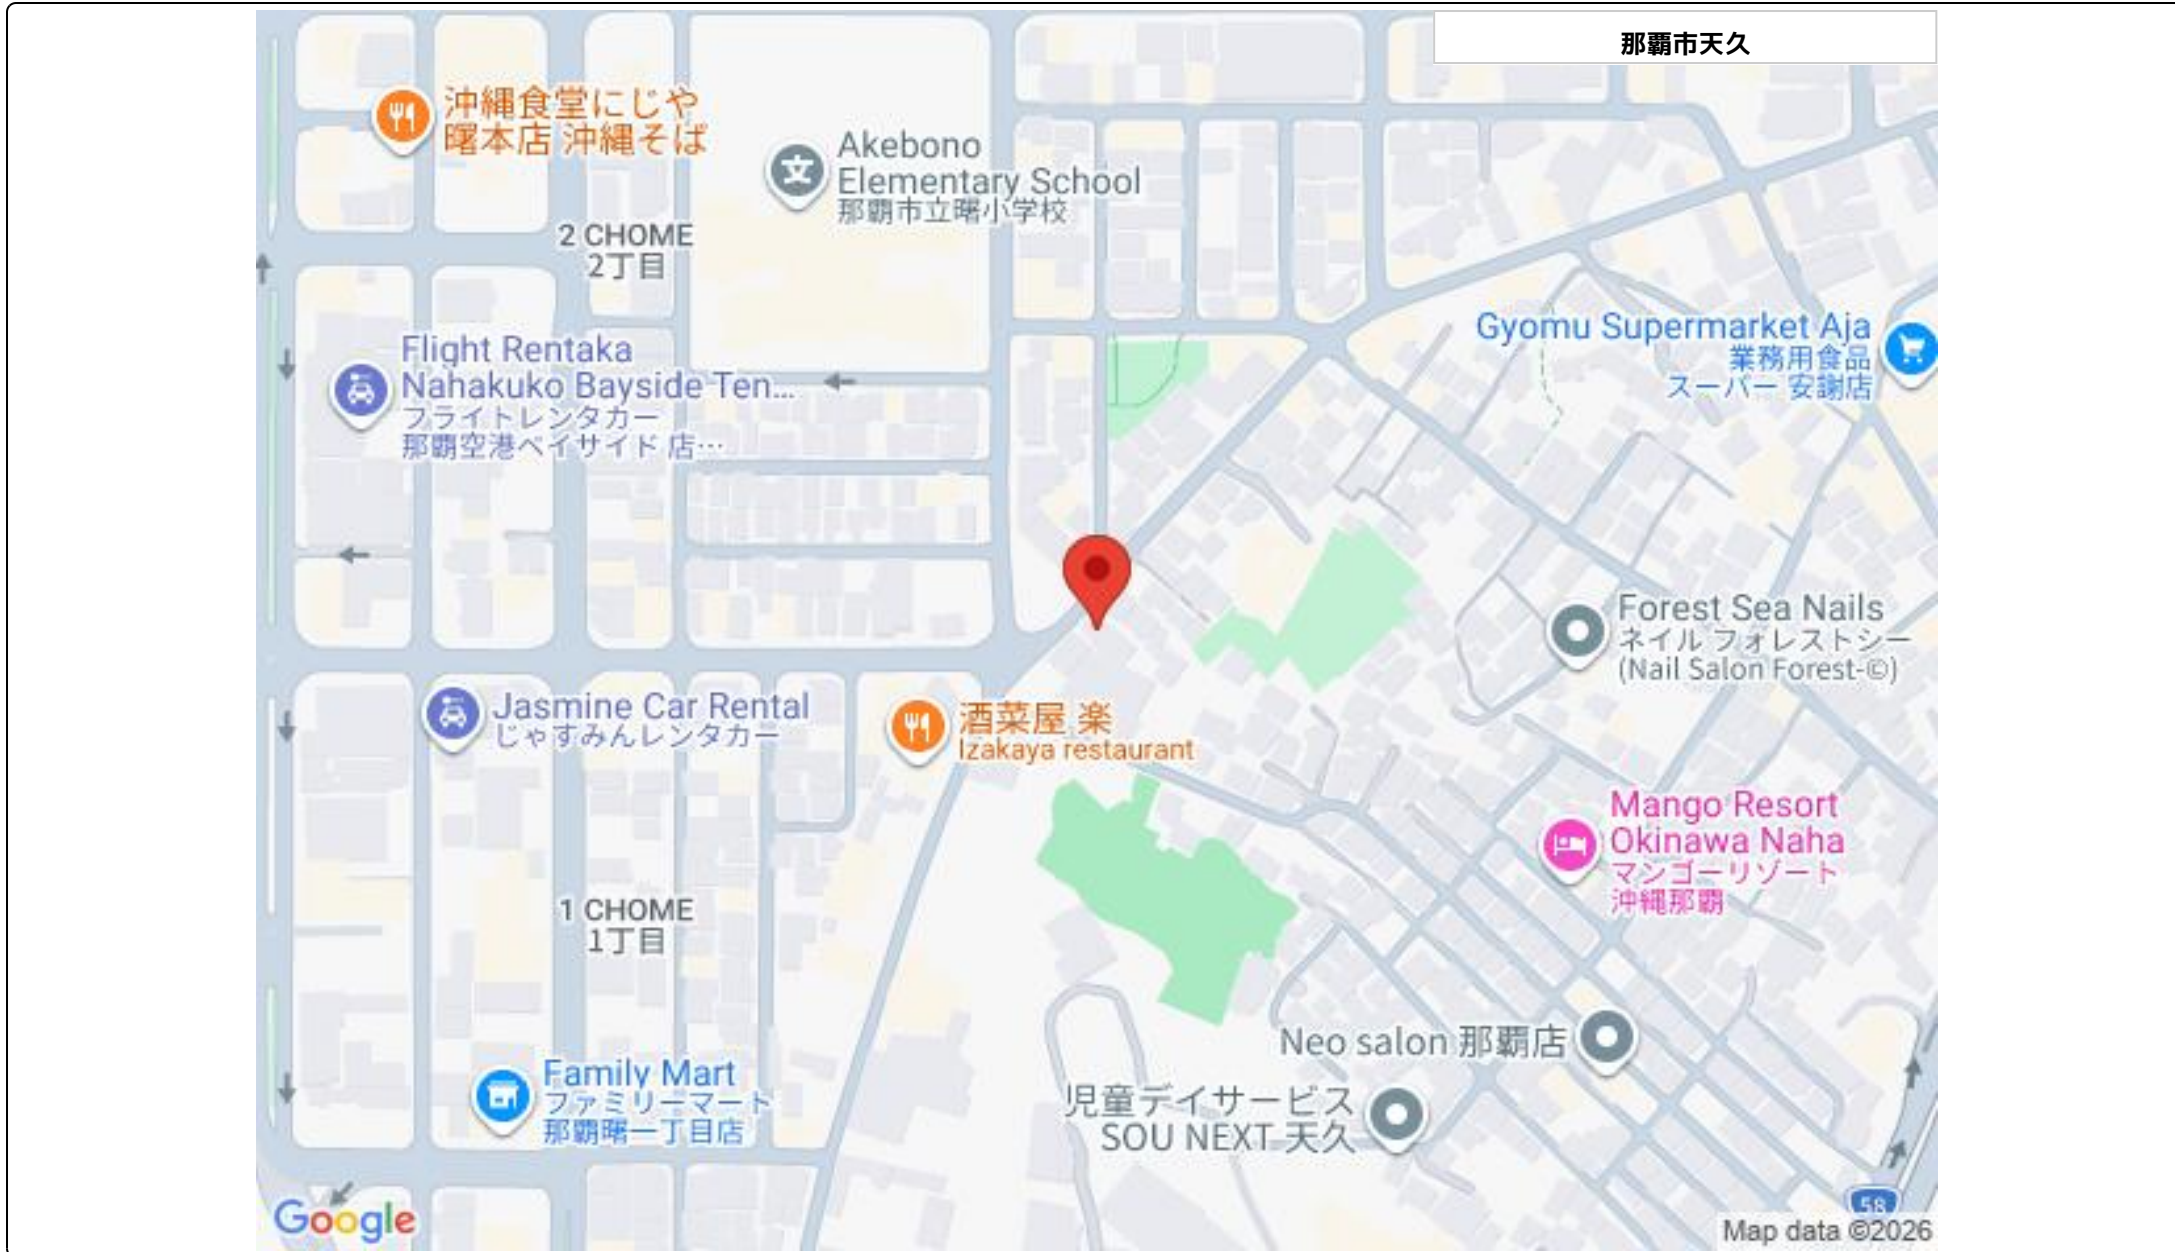 那覇市天久
沖縄食堂にじや
曙本店 沖縄そば
Akebono
Elementary School
那覇市立曙小学校
2 CHOME
2丁目
Gyomu Supermarket Aja
業務用食品
スーパー 安謝店
Flight Rentaka
Nahakuko Bayside Ten...
フライトレンタカー
那覇空港ベイサイド 店…
Forest Sea Nails
ネイル フォレストシー
(Nail Salon Forest-©)
Jasmine Car Rental
じゃすみんレンタカー
酒菜屋 楽
Izakaya restaurant
Mango Resort
Okinawa Naha
マンゴーリゾート
沖縄那覇
1 CHOME
1丁目
Neo salon 那覇店
Family Mart
ファミリーマート
那覇曙一丁目店
児童デイサービス
SOU NEXT 天久
58
Google
Map data ©2026